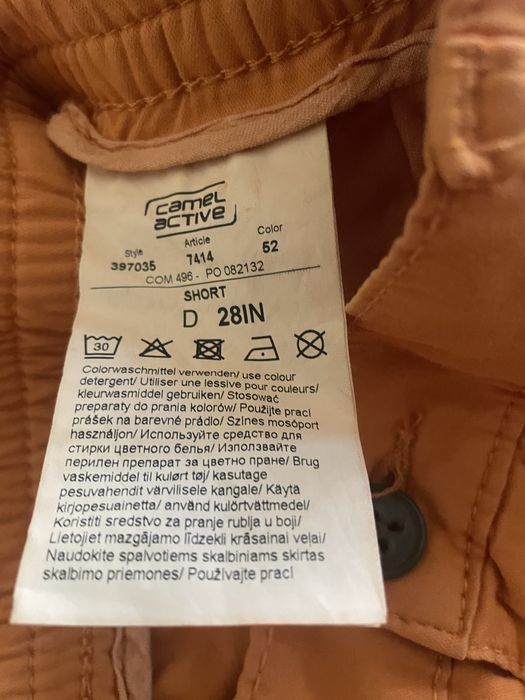 camel
active
Style Article Color
397035 7414 52
COM 496 - PO 082132
SHORT
D 28IN
30
Colorwaschmittel verwenden/ use colour
detergent/ Utiliser une lessive pour couleurs/
kleurwasmiddel gebruiken/ Stosować
preparaty do prania kolorów/ Použijte prací
prášek na barevné prádlo/ Színes mosóport
használjon/ Используйте средство для
стирки цветного белья/ Използвайте
перилен препарат за цветно пране/ Brug
vaskemiddel til kulørt tøj/ kasutage
pesuvahendit värvilisele kangale/ Käytä
kirjopesuainetta/ använd kulörtvättmedel/
Koristiti sredstvo za pranje rublja u boji/
Lietojiet mazgājamo līdzekli krāsainai veļai/
Naudokite spalvotiems skalbiniams skirtas
skalbimo priemones/ Používajte prací